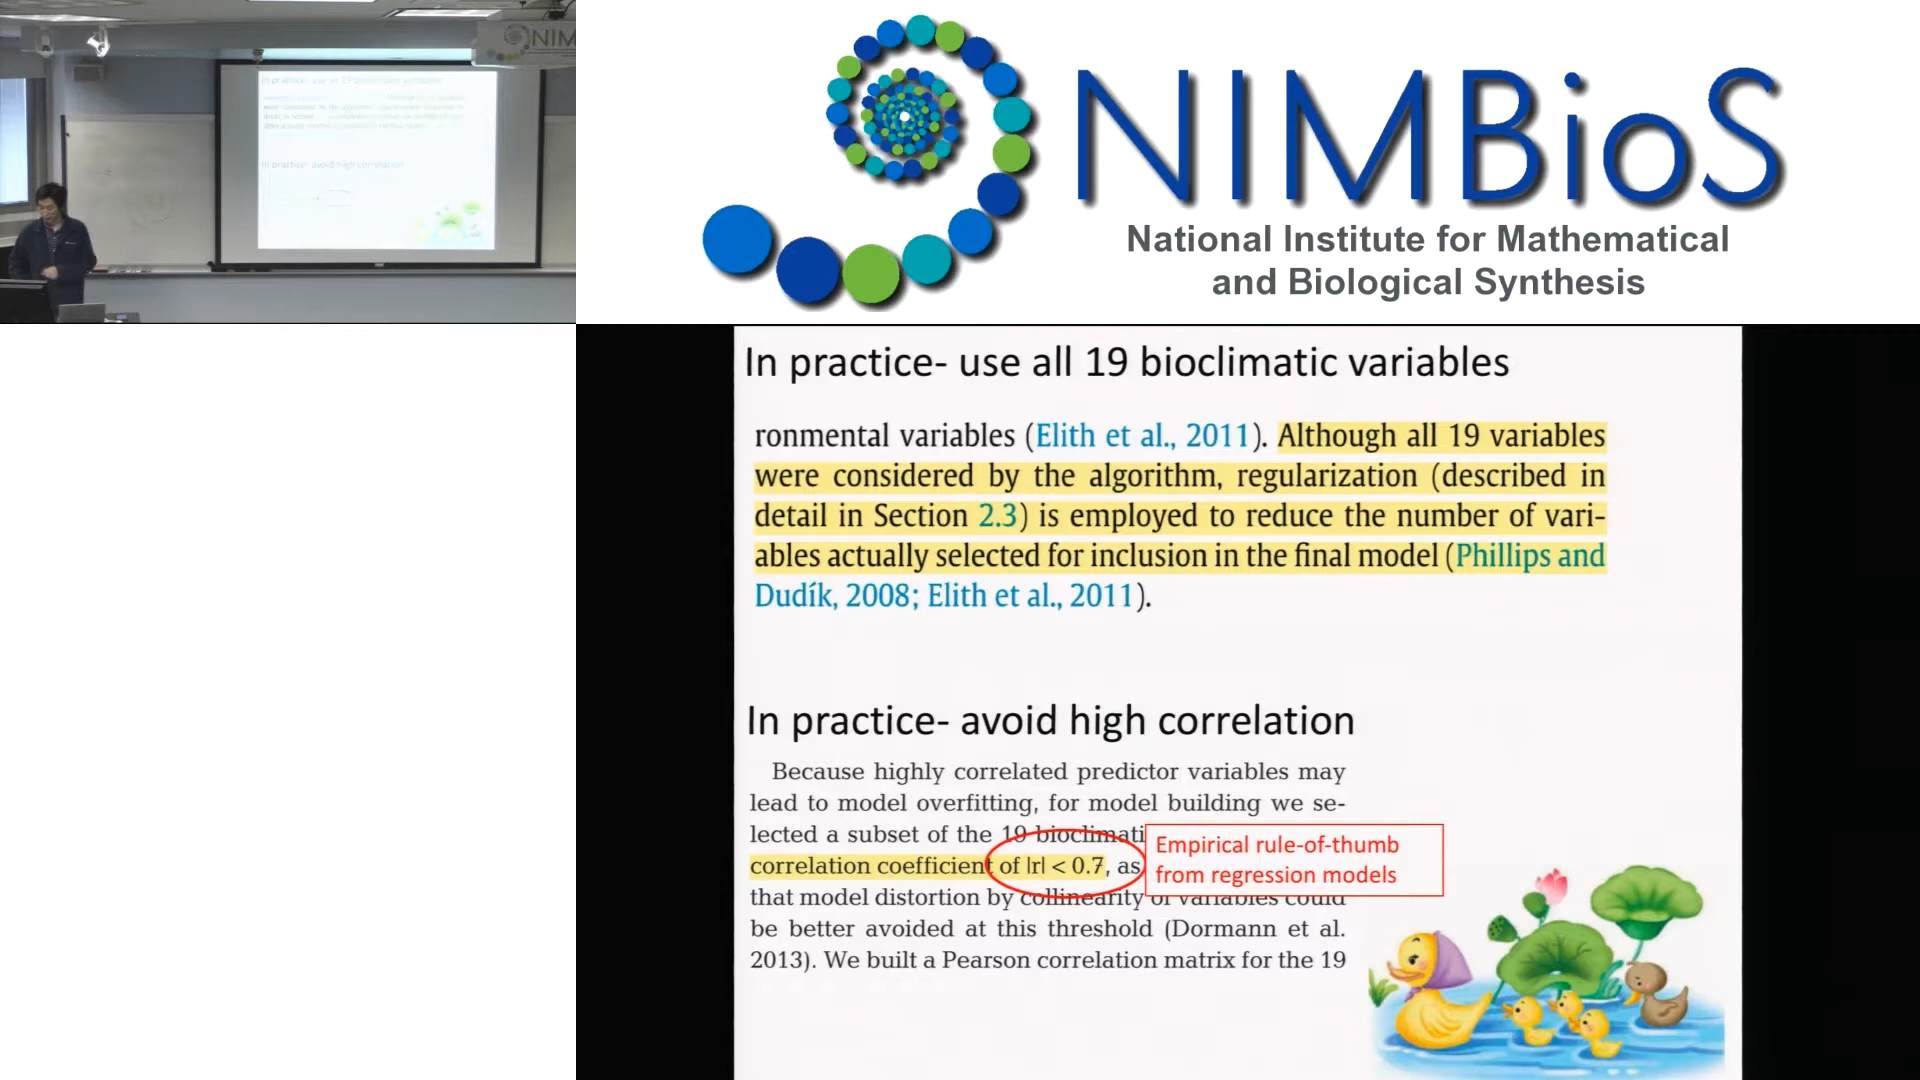 NIMBioS
National Institute for Mathematical
and Biological Synthesis
NIM
In practice- use all 19 bioclimatic variables
ronmental variables (Elith et al., 2011). Although all 19 variables
were considered by the algorithm, regularization (described in
detail in Section 2.3) is employed to reduce the number of vari-
ables actually selected for inclusion in the final model (Phillips and
Dudík, 2008; Elith et al., 2011).
In practice- avoid high correlation
Because highly correlated predictor variables may
lead to model overfitting, for model building we se-
lected a subset of the 19 bioclimati
correlation coefficient of |r| < 0.7, as
that model distortion by collinearity of variables could
be better avoided at this threshold (Dormann et al.
2013). We built a Pearson correlation matrix for the 19
Empirical rule-of-thumb
from regression models